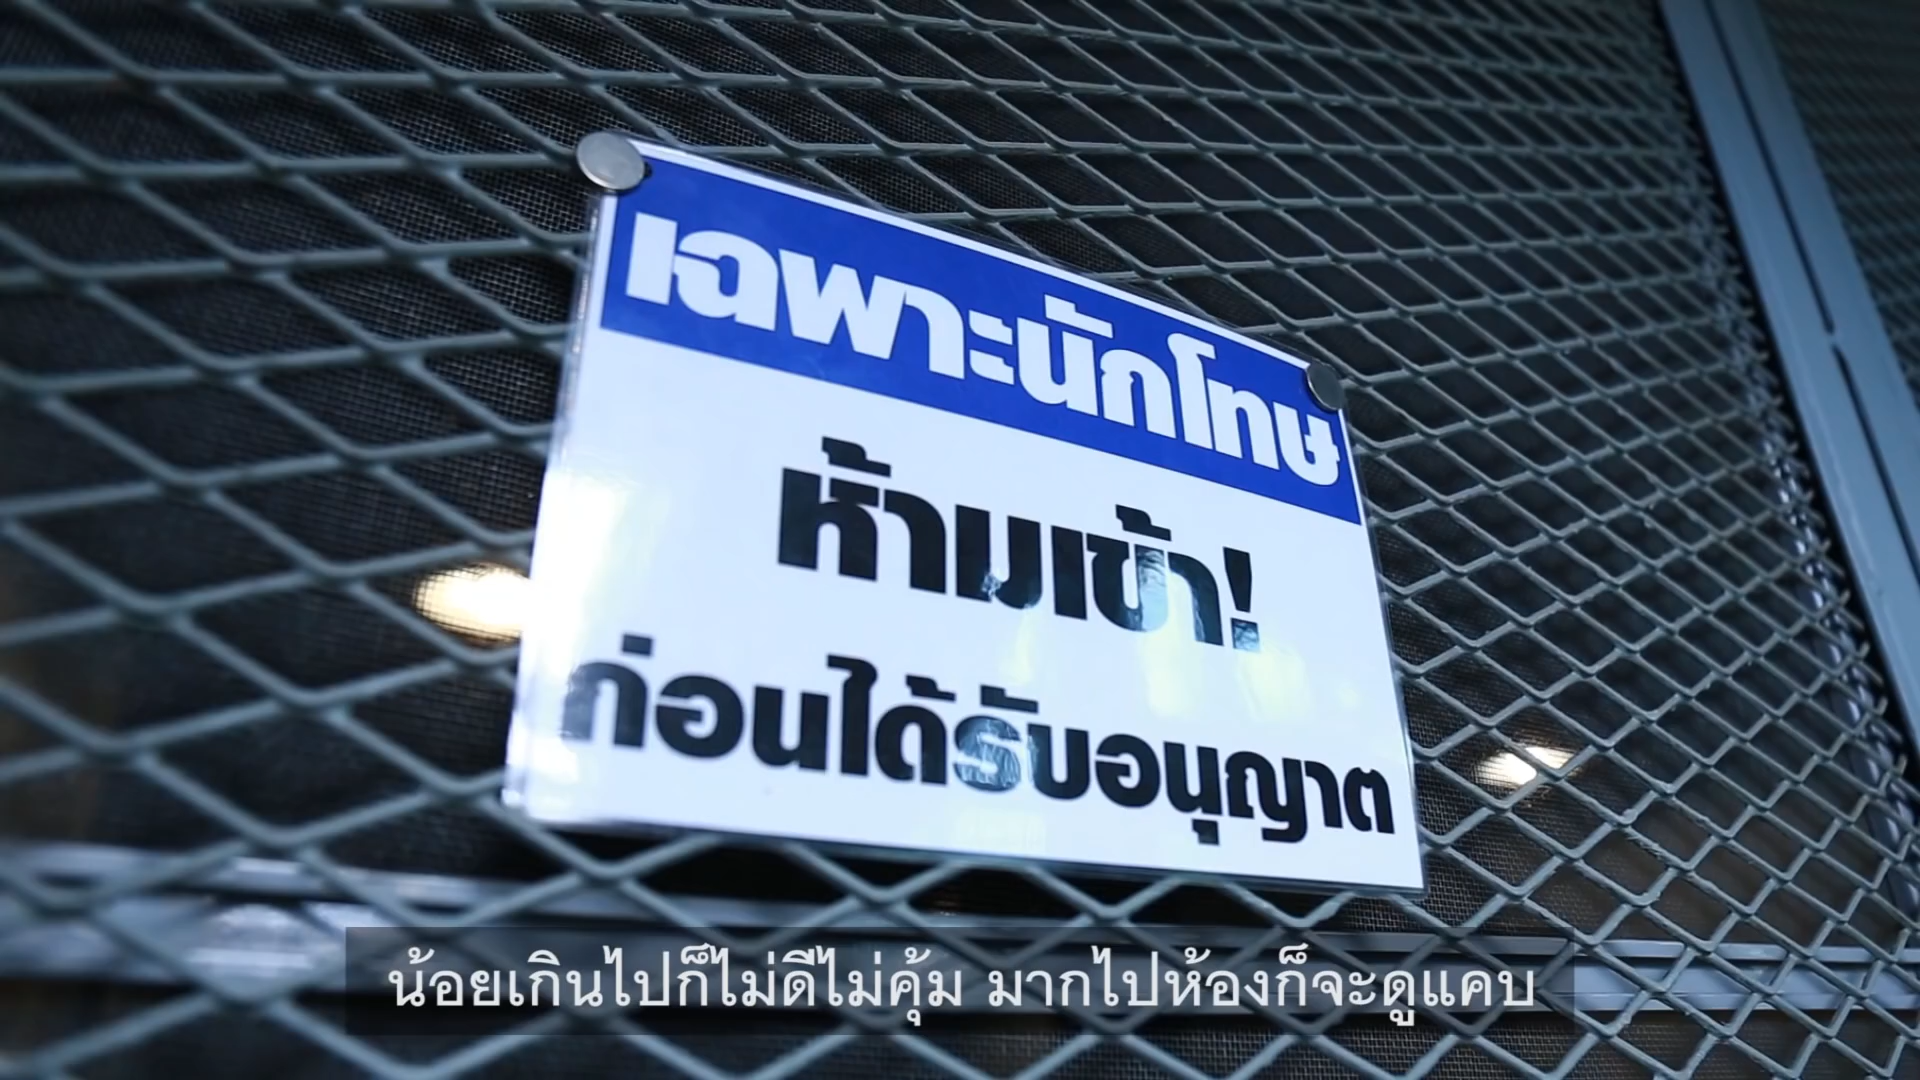 เฉพาะนักโทษ
ห้ามเข้า!
ก่อนได้รับอนุญาต
น้อยเกินไปก็ไม่ดีไม่คุ้ม มากไปห้องก็จะดูแคบ